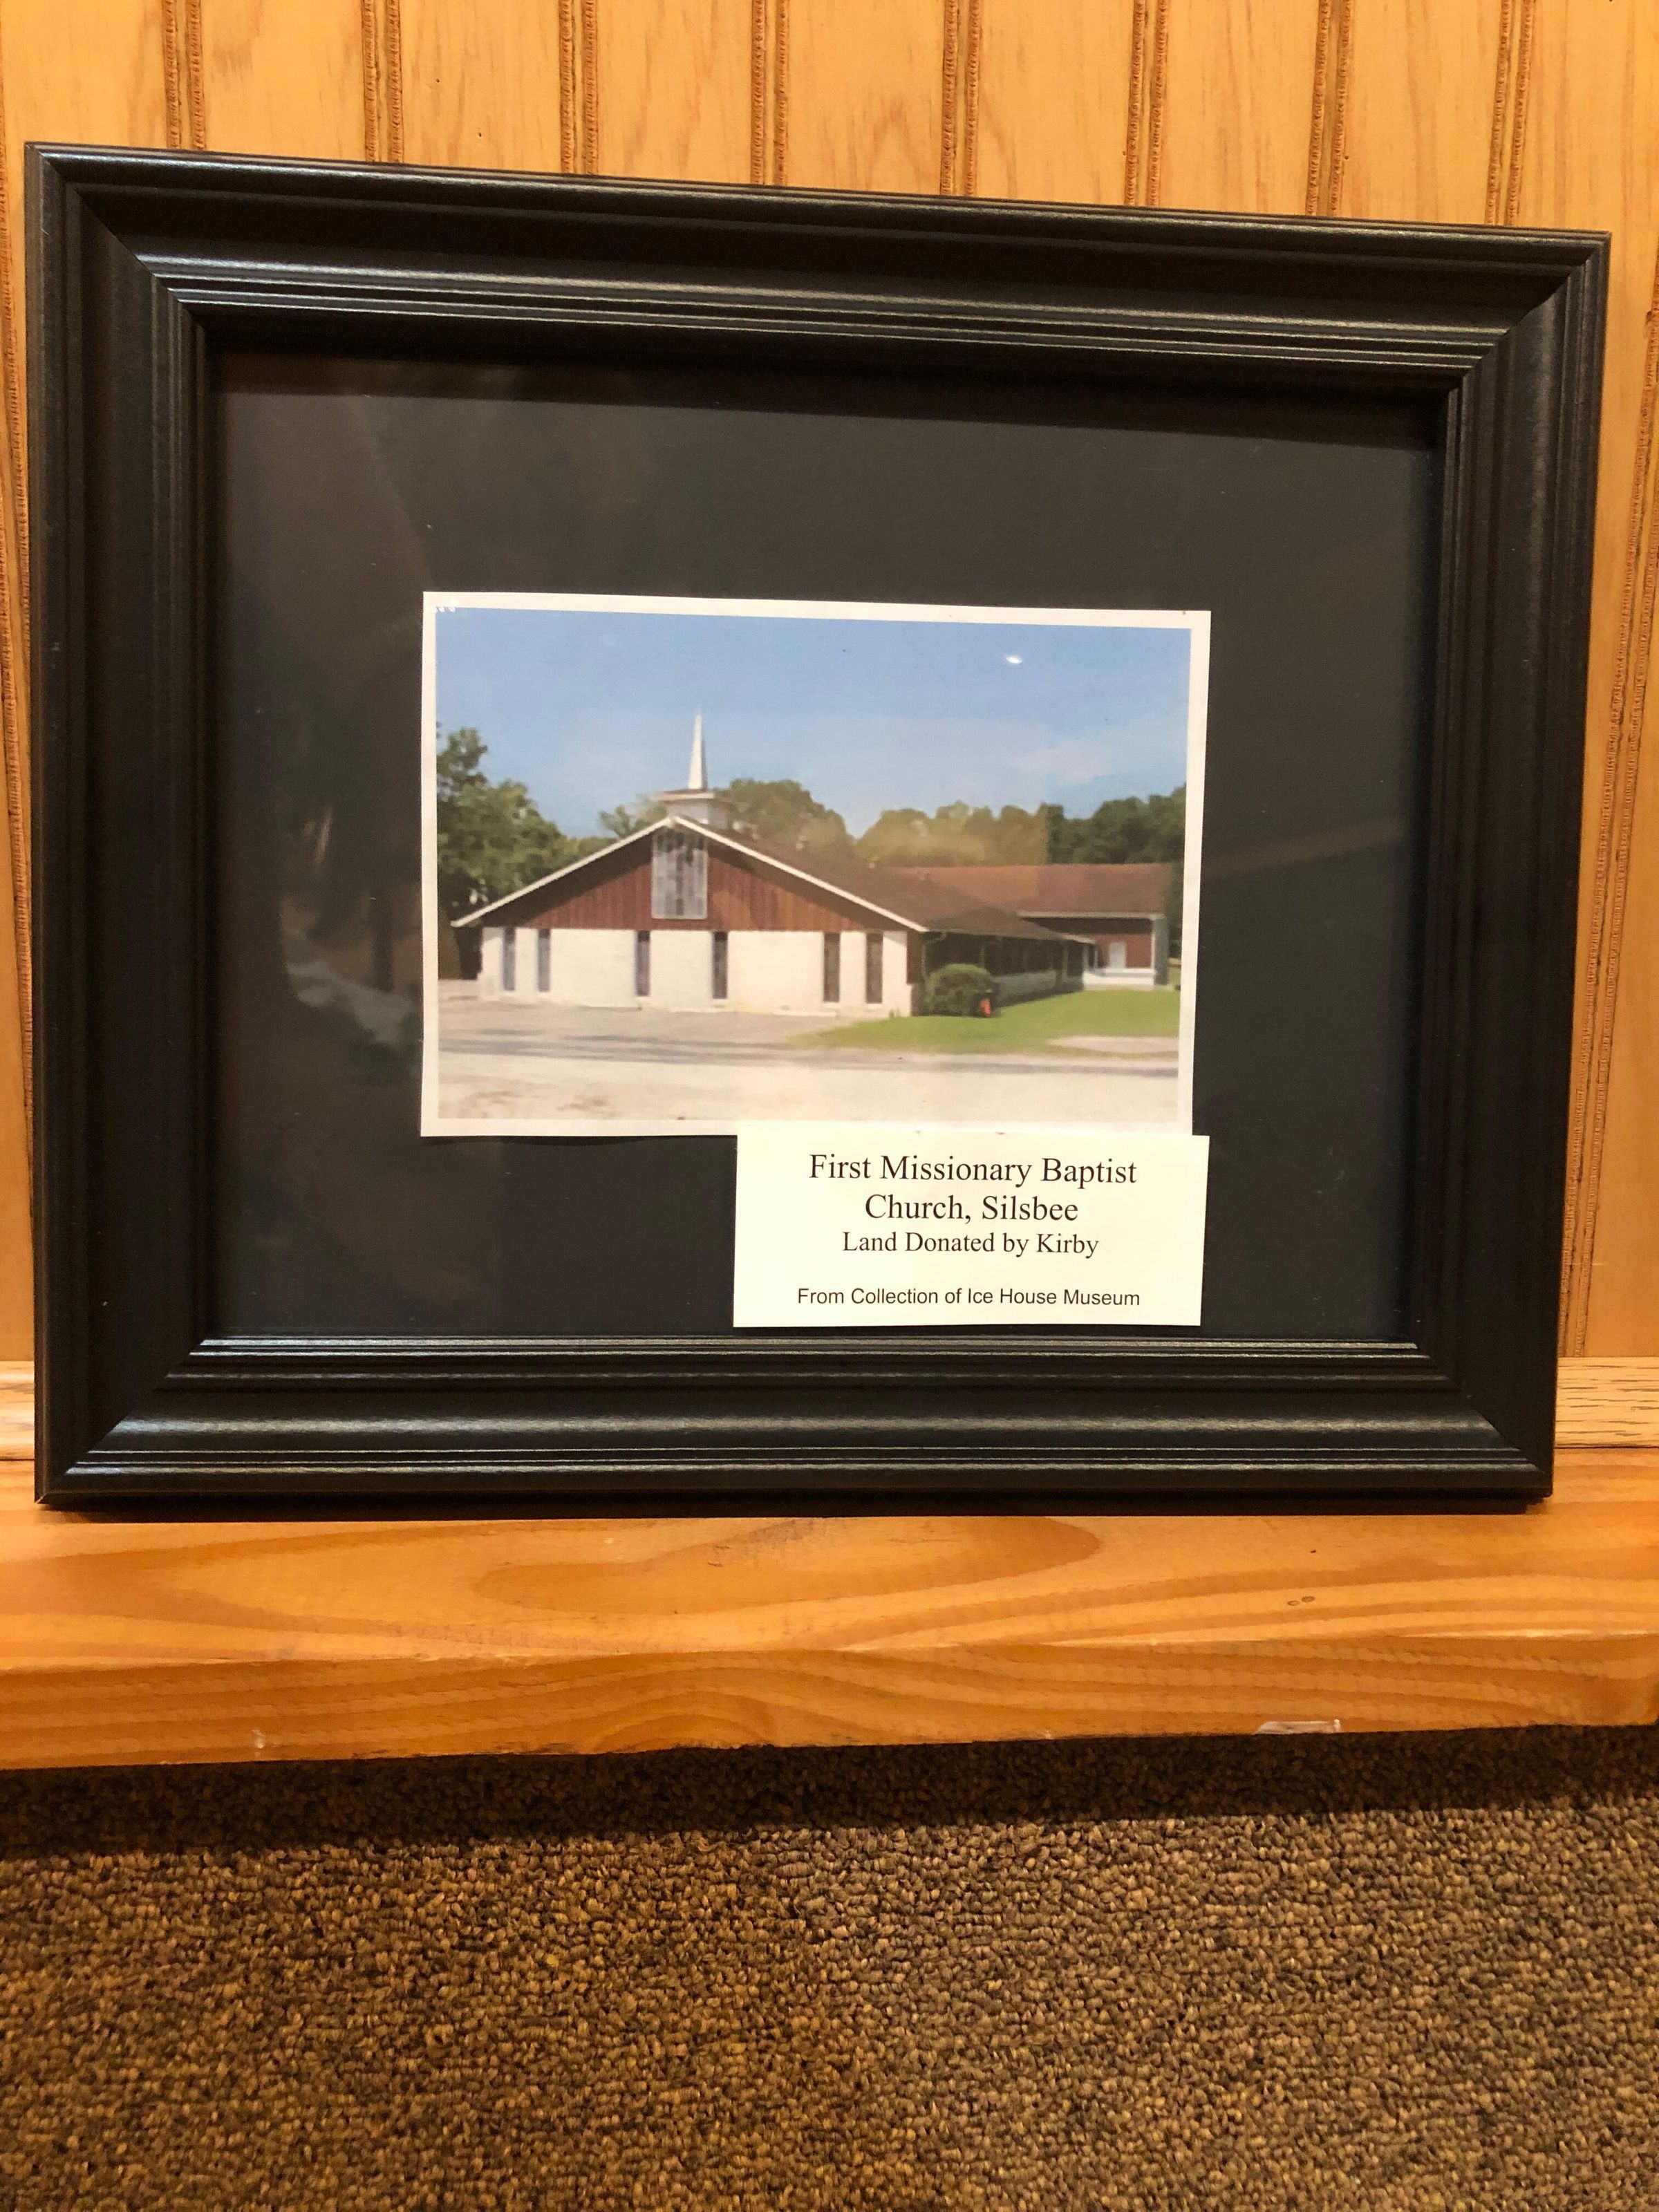 First Missionary Baptist
Church, Silsbee
Land Donated by Kirby
From Collection of Ice House Museum